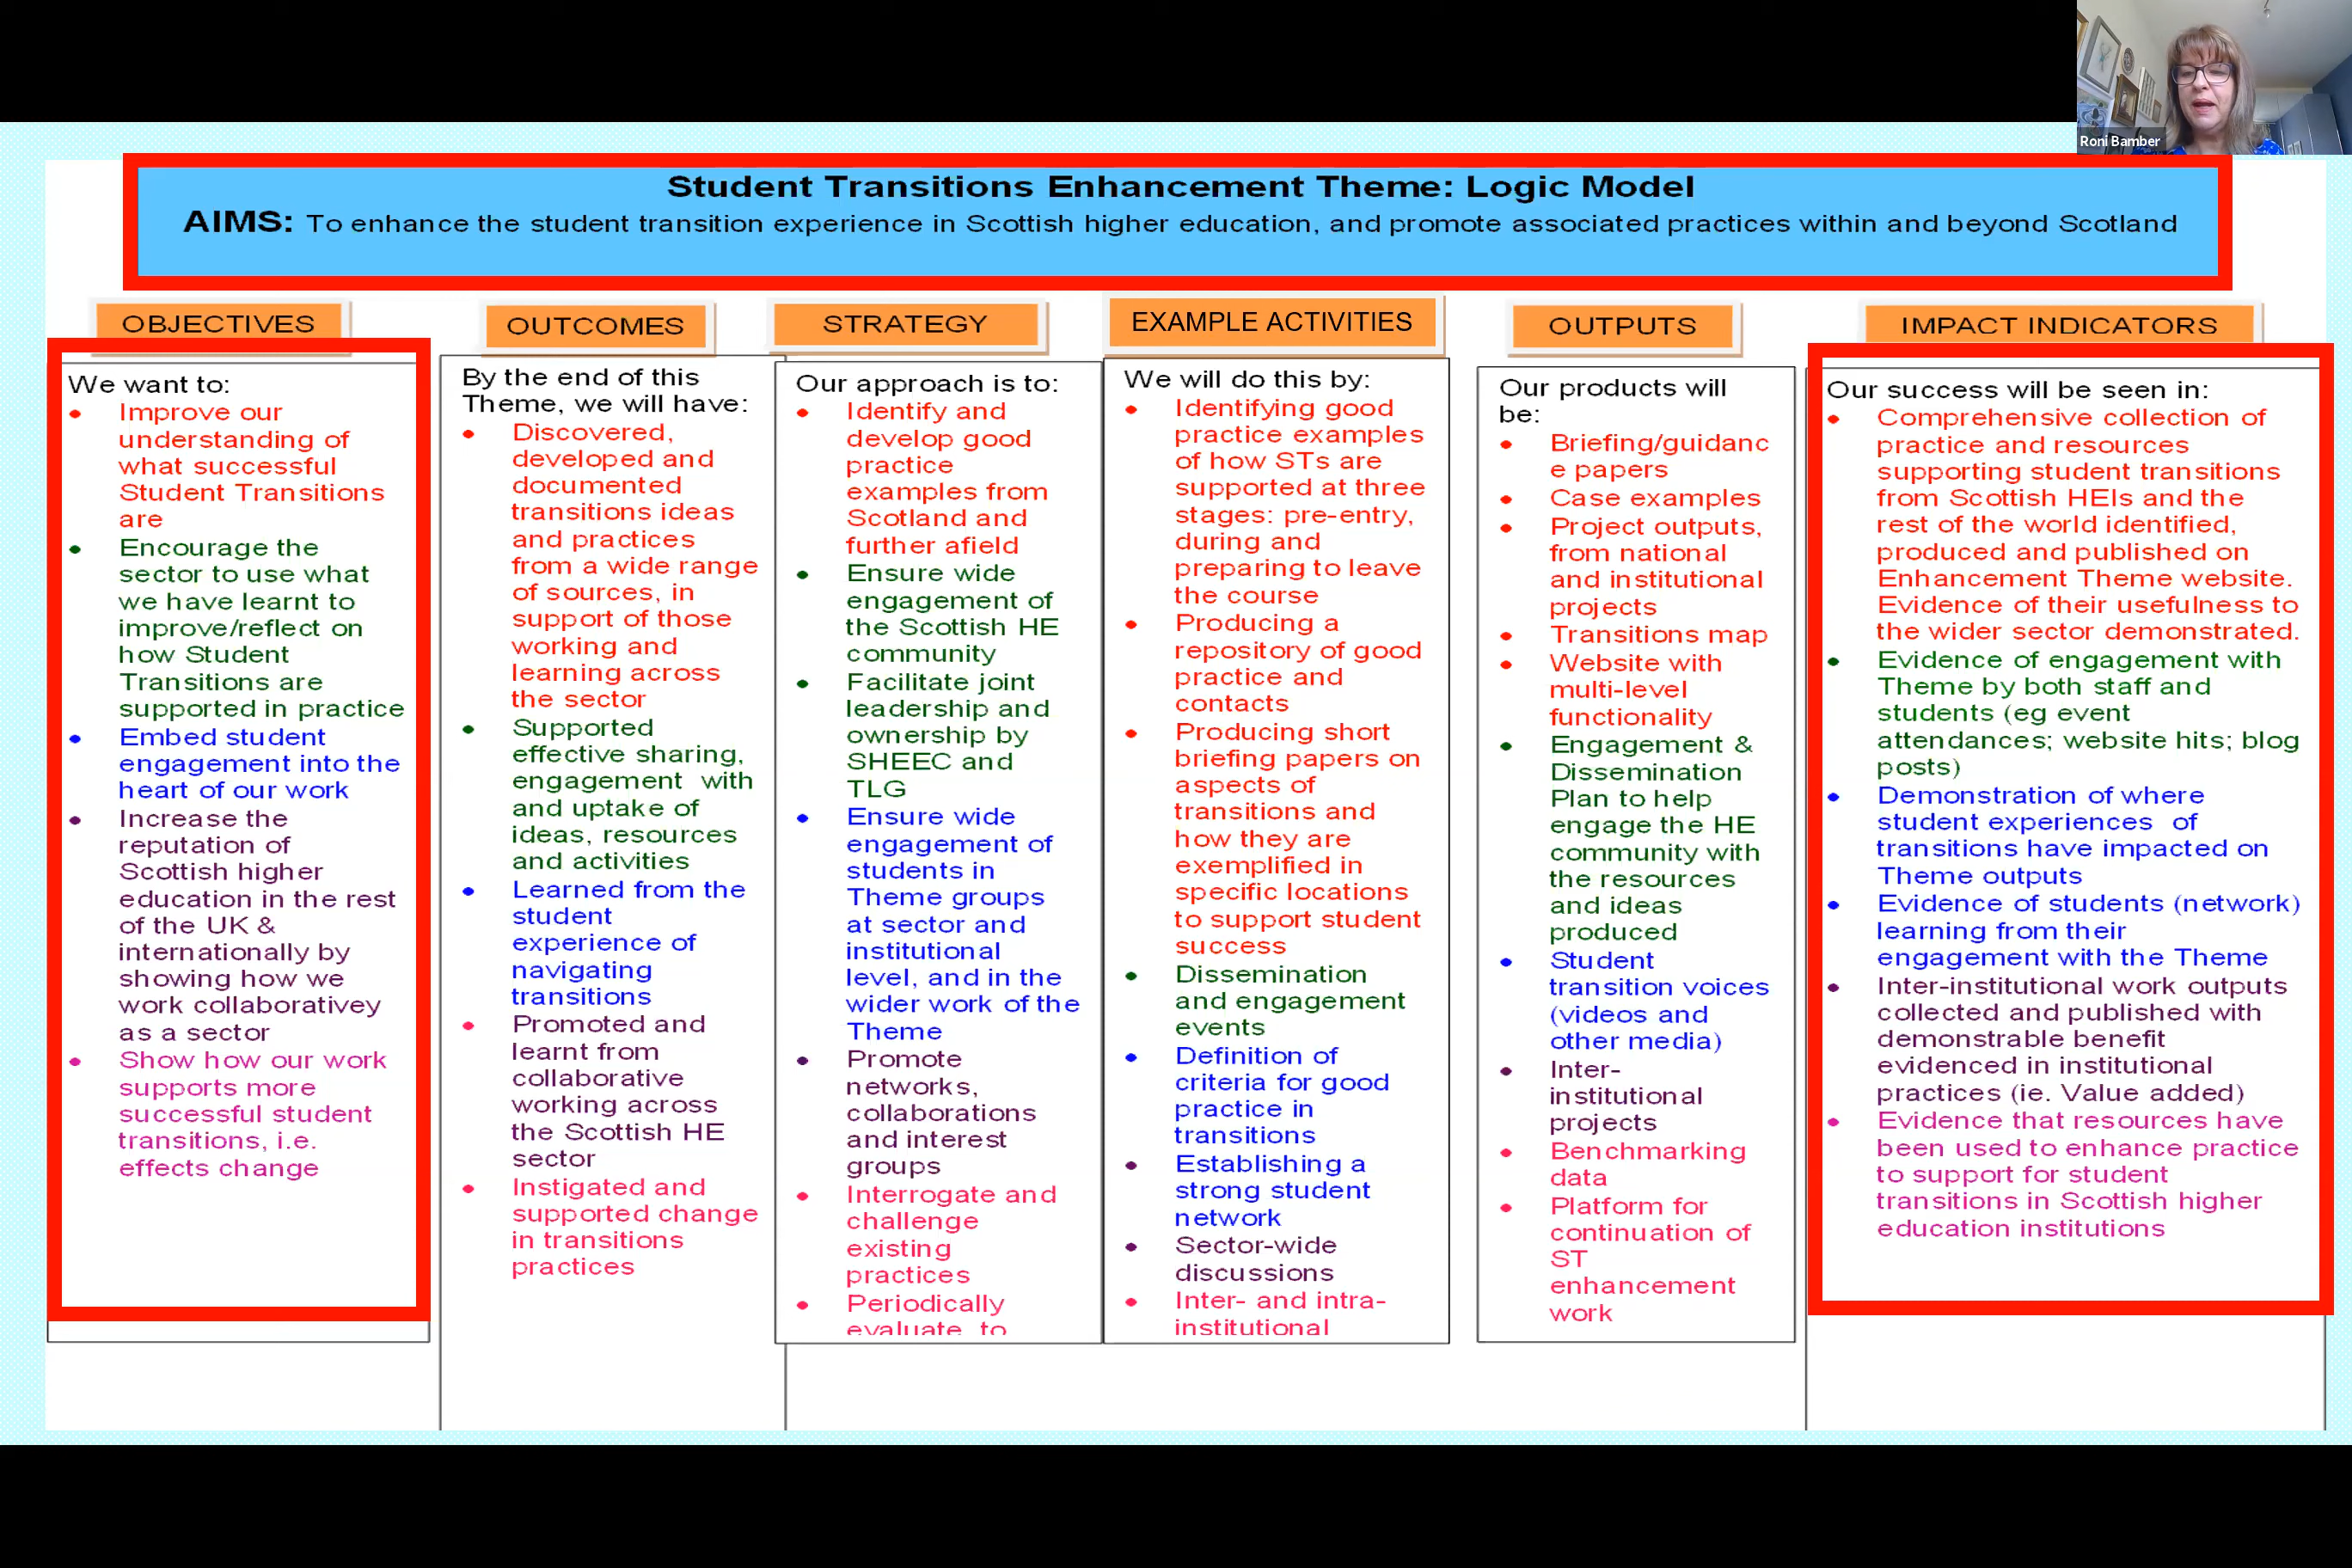 Roni Bamber
Student Transitions Enhancement Theme: Logic Model
AIMS: To enhance the student transition experience in Scottish higher education, and promote associated practices within and beyond Scotland
OBJECTIVES
We want to:
• Improve our
understanding of
what successful
Student Transitions
are
• Encourage the
sector to use what
we have learnt to
improve/reflect on
how Student
Transitions are
supported in practice
• Embed student
engagement into the
heart of our work
• Increase the
reputation of
Scottish higher
education in the rest
of the UK &
internationally by
showing how we
work collaborativey
as a sector
• Show how our work
supports more
successful student
transitions, i.e.
effects change
OUTCOMES
By the end of this
Theme, we will have:
• Discovered,
developed and
documented
transitions ideas
and practices
from a wide range
of sources, in
support of those
working and
learning across
the sector
• Supported
effective sharing,
engagement with
and uptake of
ideas, resources
and activities
• Learned from the
student
experience of
navigating
transitions
• Promoted and
learnt from
collaborative
working across
the Scottish HE
sector
• Instigated and
supported change
in transitions
practices
STRATEGY
Our approach is to:
• Identify and
develop good
practice
examples from
Scotland and
further afield
• Ensure wide
engagement of
the Scottish HE
community
• Facilitate joint
leadership and
ownership by
SHEEC and
TLG
• Ensure wide
engagement of
students in
Theme groups
at sector and
institutional
level, and in the
wider work of the
Theme
• Promote
networks,
collaborations
and interest
groups
• Interrogate and
challenge
existing
practices
• Periodically
evaluate, to
EXAMPLE ACTIVITIES
We will do this by:
• Identifying good
practice examples
of how STs are
supported at three
stages: pre-entry,
during and
preparing to leave
the course
• Producing a
repository of good
practice and
contacts
• Producing short
briefing papers on
aspects of
transitions and
how they are
exemplified in
specific locations
to support student
success
• Dissemination
and engagement
events
• Definition of
criteria for good
practice in
transitions
• Establishing a
strong student
network
• Sector-wide
discussions
• Inter- and intra-
institutional
OUTPUTS
Our products will
be:
• Briefing/guidanc
e papers
• Case examples
• Project outputs,
from national
and institutional
projects
• Transitions map
• Website with
multi-level
functionality
• Engagement &
Dissemination
Plan to help
engage the HE
community with
the resources
and ideas
produced
• Student
transition voices
(videos and
other media)
• Inter-
institutional
projects
• Benchmarking
data
• Platform for
continuation of
ST
enhancement
work
IMPACT INDICATORS
Our success will be seen in:
• Comprehensive collection of
practice and resources
supporting student transitions
from Scottish HEIs and the
rest of the world identified,
produced and published on
Enhancement Theme website.
Evidence of their usefulness to
the wider sector demonstrated.
• Evidence of engagement with
Theme by both staff and
students (eg event
attendances; website hits; blog
posts)
• Demonstration of where
student experiences of
transitions have impacted on
Theme outputs
• Evidence of students (network)
learning from their
engagement with the Theme
• Inter-institutional work outputs
collected and published with
demonstrable benefit
evidenced in institutional
practices (ie. Value added)
• Evidence that resources have
been used to enhance practice
to support for student
transitions in Scottish higher
education institutions